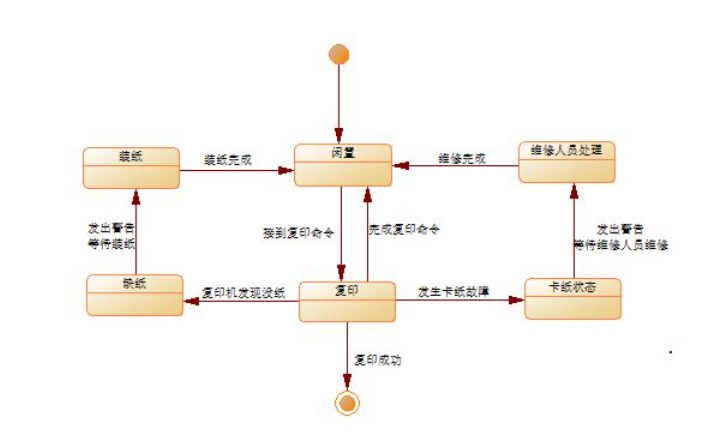 装纸
装纸完成
闲置
维修完成
维修人员处理
发出警告
等待装纸
接到复印命令
完成复印命令
发出警告
等待维修人员维修
缺纸
复印机发现没纸
复印
发生卡纸故障
卡纸状态
复印成功